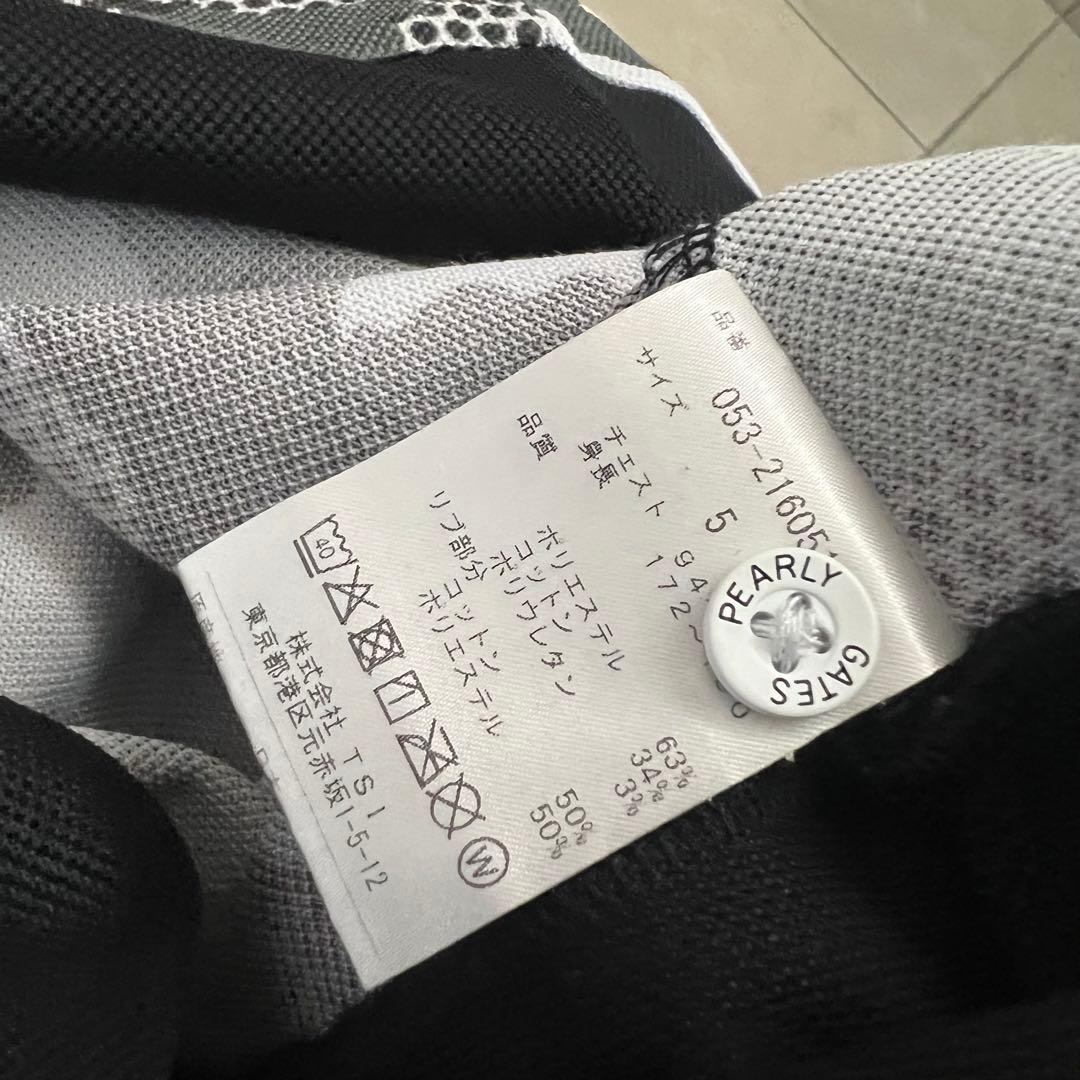 品番 053-21605
サイズ 5
チェスト 94
身長 172~
品質
ポリエステル 63%
コットン 34%
ポリウレタン 3%
リブ部分
コットン 50%
ポリエステル 50%
40
W
株式会社 TSI
東京都港区元赤坂1-5-12
PEARLY
GATES